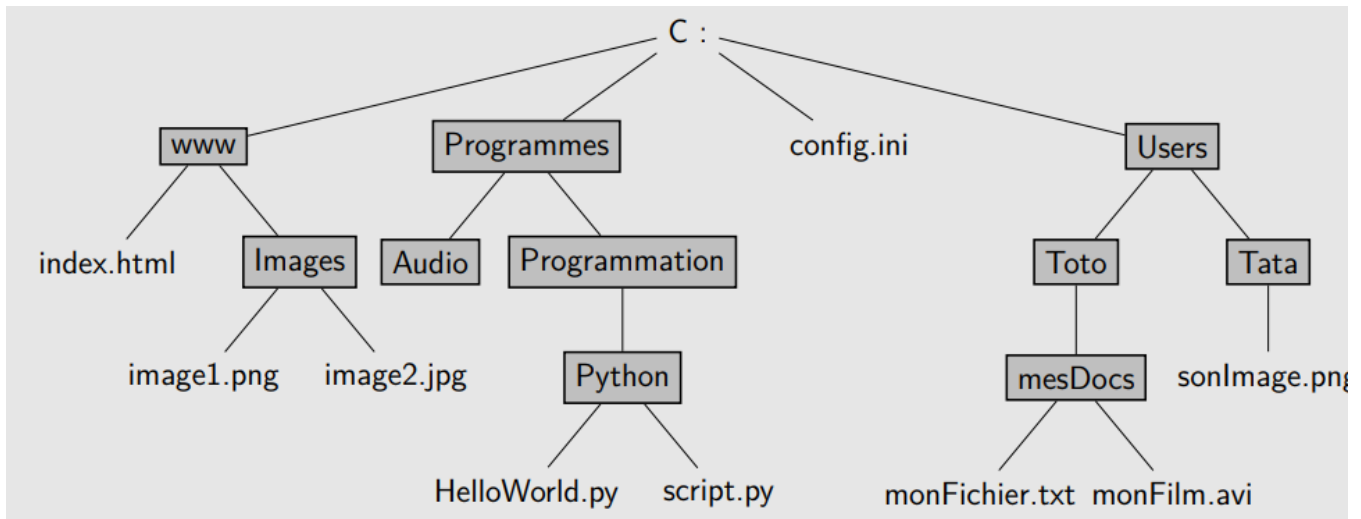 C :
www
Programmes
config.ini
Users
index.html
Images
Audio
Programmation
Toto
Tata
image1.png
image2.jpg
Python
mesDocs
sonImage.png
HelloWorld.py
script.py
monFichier.txt
monFilm.avi